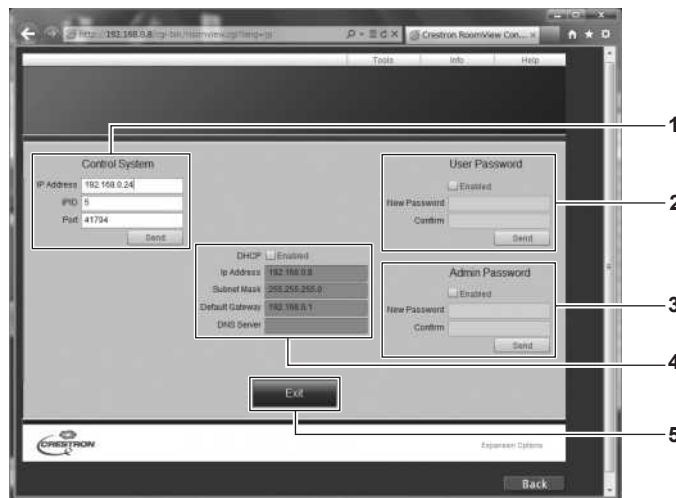 http://192.168.0.8/cgi-bin/roomview.cgi?lang=
Crestron RoomView Con...
Tools Info Help
1
Control System
IP Address 192.168.0.24
IPID 5
Port 41794
Send
User Password
Enabled
New Password
Confirm
Send
2
DHCP Enabled
Ip Address 192.168.0.8
Subnet Mask 255.255.255.0
Default Gateway 192.168.0.1
DNS Server
Admin Password
Enabled
New Password
Confirm
Send
3
4
Exit
5
CRESTRON
Expansion Options
Back